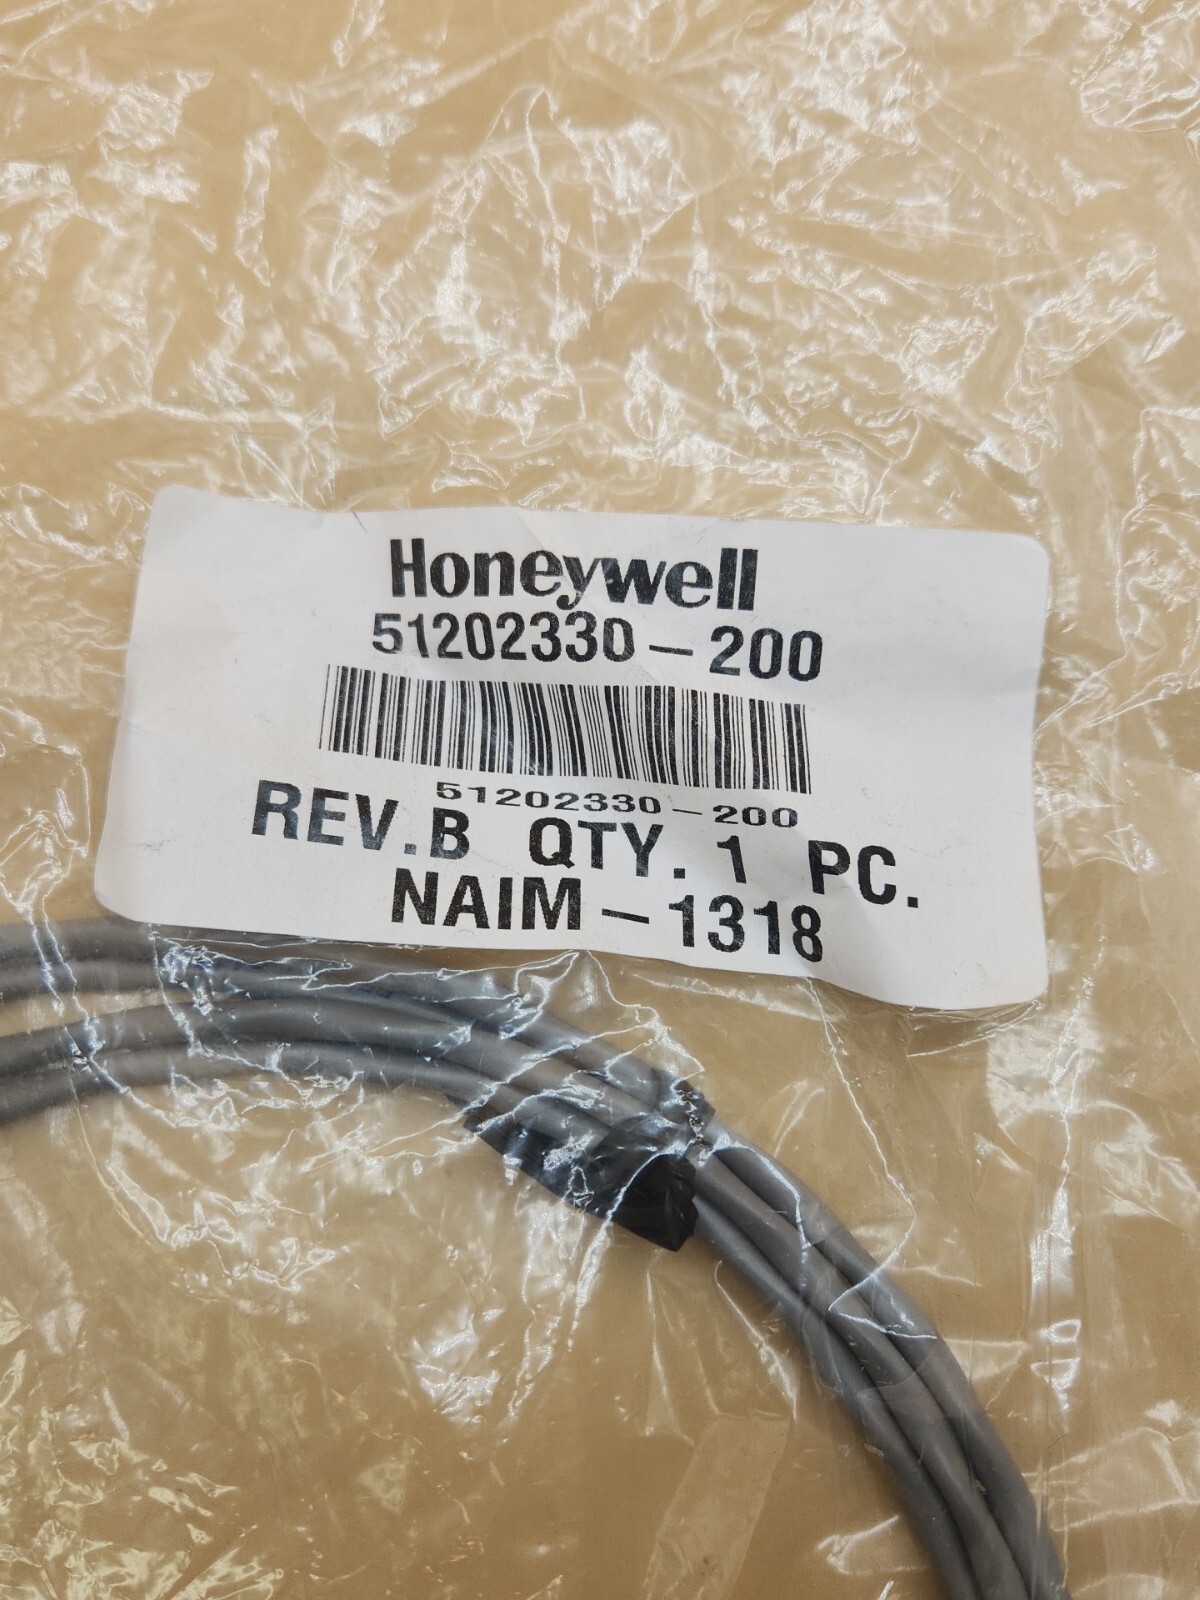 Honeywell
51202330-200
51202330-200
REV.B QTY. 1 PC.
NAIM-1318